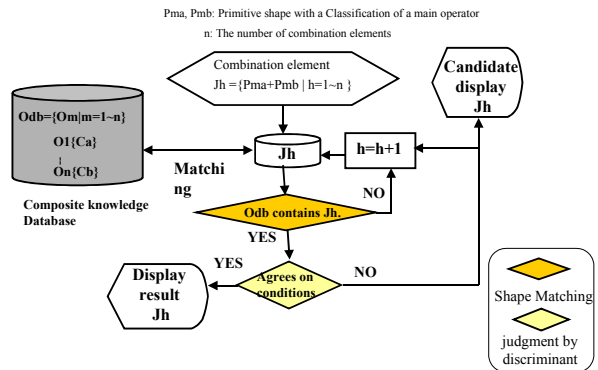 Pma, Pmb: Primitive shape with a Classification of a main operator
n: The number of combination elements
Combination element
Jh ={Pma+Pmb | h=1~n }
Candidate
display
Jh
Odb={Om|m=1~n}
O1{Ca}
On{Cb}
Composite knowledge
Database
Matchi
ng
Jh
h=h+1
NO
Odb contains Jh.
YES
YES
Agrees on
conditions
NO
Display
result
Jh
Shape Matching
judgment by
discriminant